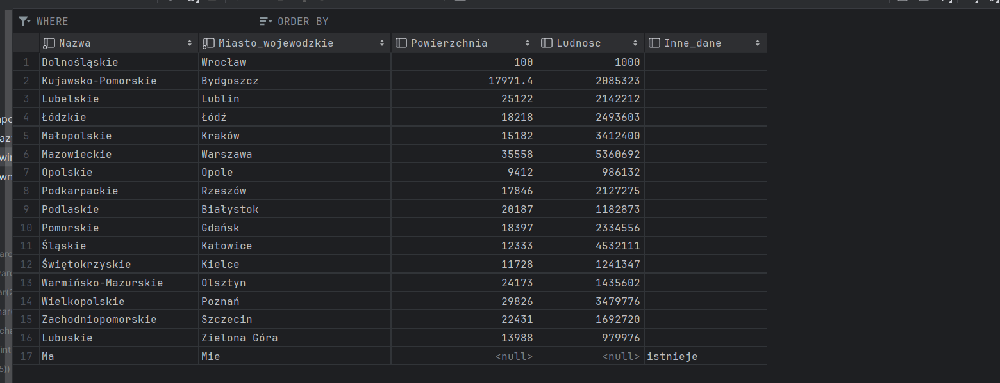 WHERE ORDER BY
Nazwa Miasto_wojewodzkie Powierzchnia Ludnosc Inne_dane
1 Dolnośląskie Wrocław 100 1000
2 Kujawsko-Pomorskie Bydgoszcz 17971.4 2085323
3 Lubelskie Lublin 25122 2142212
4 Łódzkie Łódź 18218 2493603
5 Małopolskie Kraków 15182 3412400
6 Mazowieckie Warszawa 35558 5360692
7 Opolskie Opole 9412 986132
8 Podkarpackie Rzeszów 17846 2127275
9 Podlaskie Białystok 20187 1182873
10 Pomorskie Gdańsk 18397 2334556
11 Śląskie Katowice 12333 4532111
12 Świętokrzyskie Kielce 11728 1241347
13 Warmińsko-Mazurskie Olsztyn 24173 1435602
14 Wielkopolskie Poznań 29826 3479776
15 Zachodniopomorskie Szczecin 22431 1692720
16 Lubuskie Zielona Góra 13988 979976
17 Ma Mie <null> <null> istnieje